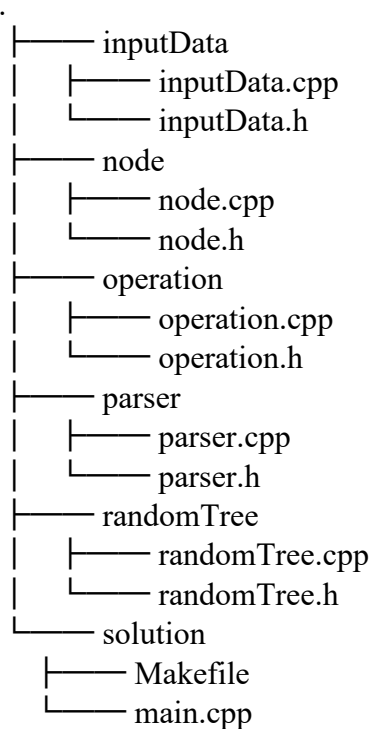 .
├── inputData
│   ├── inputData.cpp
│   └── inputData.h
├── node
│   ├── node.cpp
│   └── node.h
├── operation
│   ├── operation.cpp
│   └── operation.h
├── parser
│   ├── parser.cpp
│   └── parser.h
├── randomTree
│   ├── randomTree.cpp
│   └── randomTree.h
└── solution
    ├── Makefile
    └── main.cpp